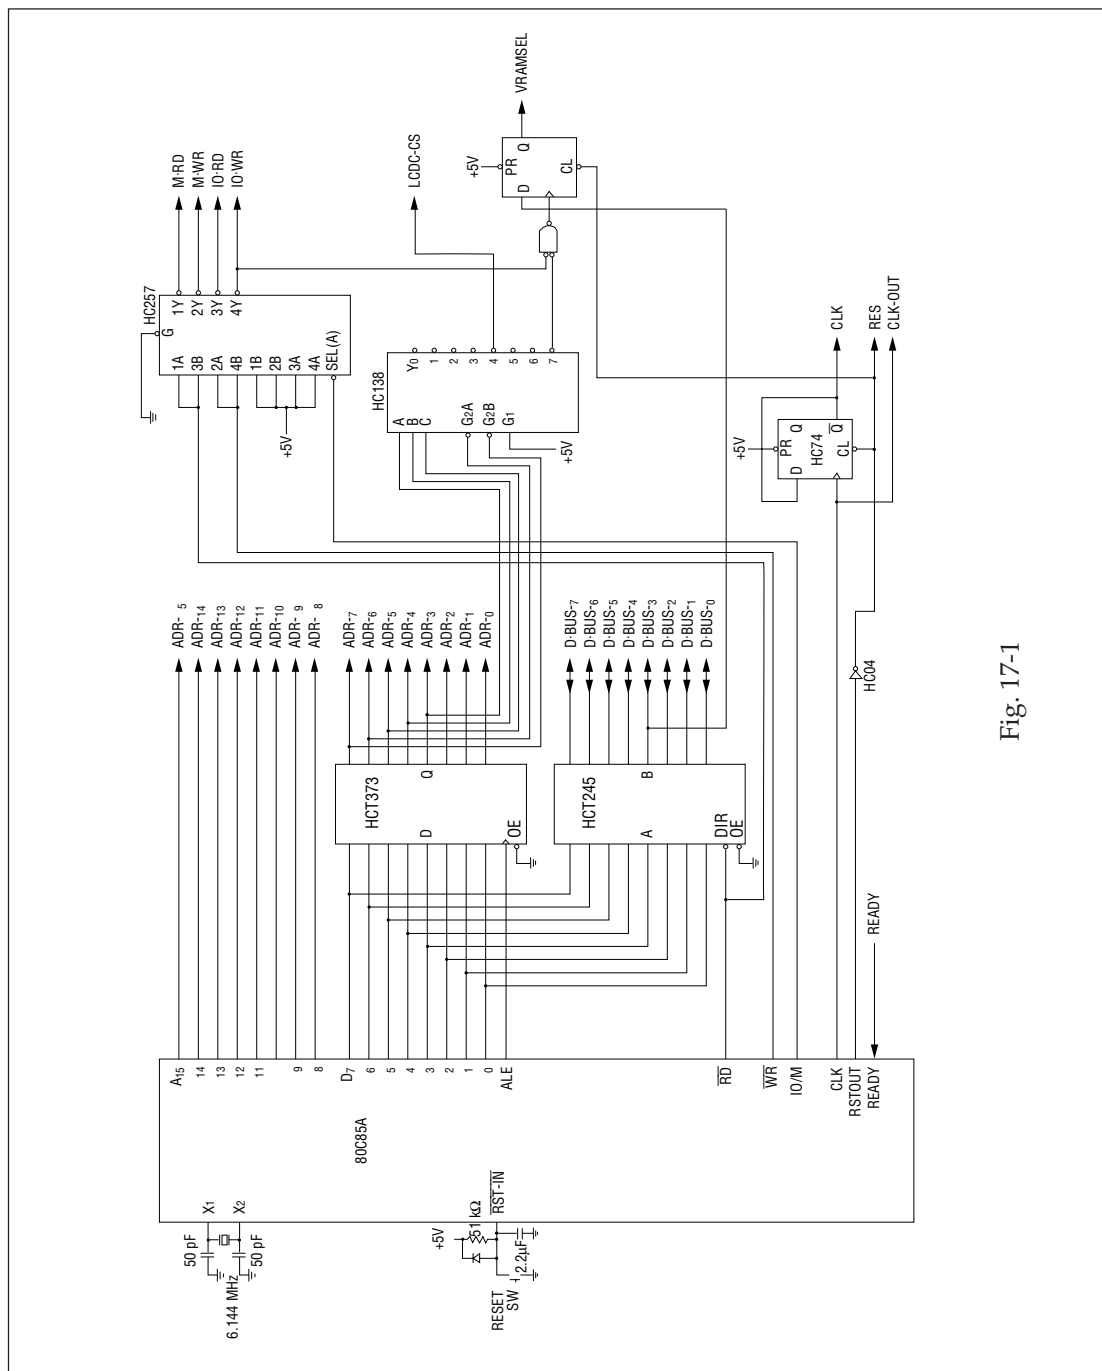 80C85A
X1
X2
50 pF
50 pF
6.144 MHz
+5V
51 kΩ
RST-IN
2.2µF
RESET
SW
A15
14
13
12
11
9
8
D7
6
5
4
3
2
1
0
ALE
RD
WR
IO/M
CLK
RSTOUT
READY
READY
ADR- 5
ADR-14
ADR-13
ADR-12
ADR-11
ADR-10
ADR- 9
ADR- 8
HCT373
D
Q
OE
ADR-7
ADR-6
ADR-5
ADR-4
ADR-3
ADR-2
ADR-1
ADR-0
HCT245
A
B
DIR
OE
D·BUS-7
D·BUS-6
D·BUS-5
D·BUS-4
D·BUS-3
D·BUS-2
D·BUS-1
D·BUS-0
HC04
HC257
G
1A
3B
2A
4B
1B
2B
3A
4A
SEL(A)
1Y
2Y
3Y
4Y
+5V
M·RD
M·WR
IO·RD
IO·WR
HC138
A
B
C
G2A
G2B
G1
+5V
Y0
1
2
3
4
5
6
7
LCDC-CS
+5V
PR
D
Q
CL
VRAMSEL
+5V
PR
D
Q
HC74
Q
CL
CLK
RES
CLK-OUT
Fig. 17-1